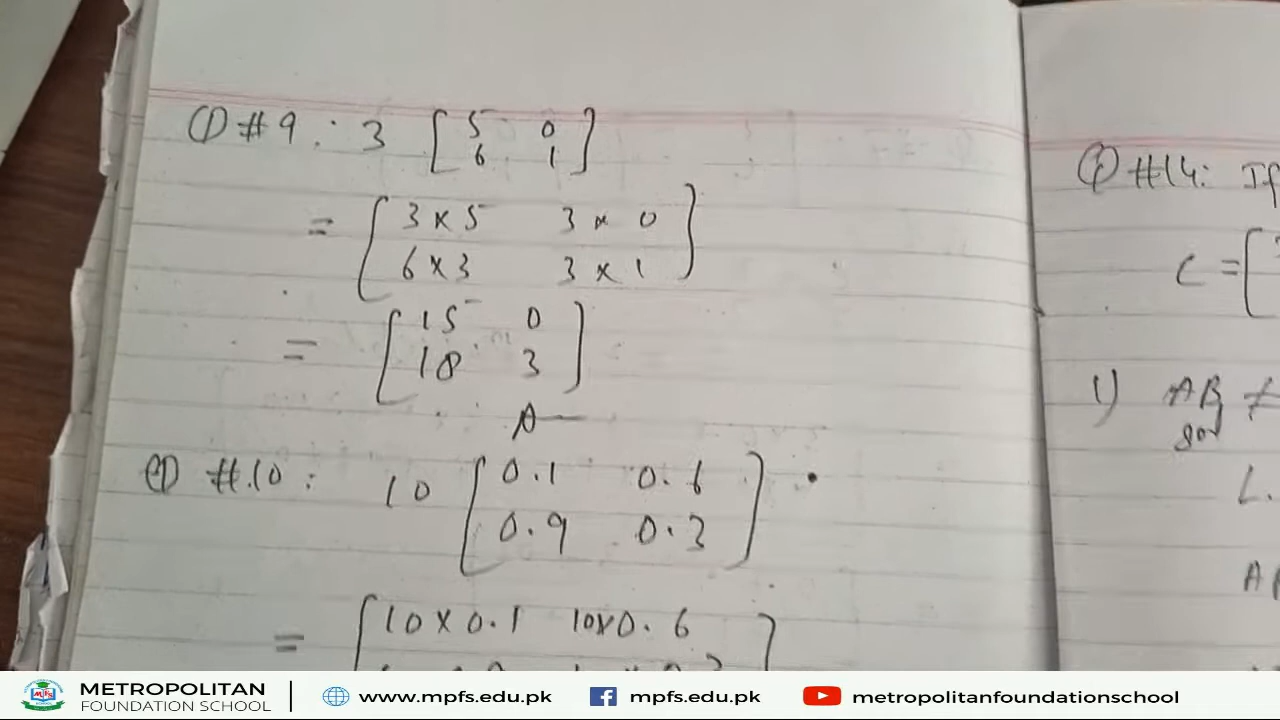 Q#9: 3 [ 5 0
6 1 ]
= [ 3 × 5 3 × 0
6 × 3 3 × 1 ]
= [ 15 0
18 3 ]
A
Q#.10: 10 [ 0.1 0.6
0.9 0.3 ] .
= [ 10 × 0.1 10×0.6
Q#14: If
C = [
1) AB ≠
L.
METROPOLITAN
FOUNDATION SCHOOL
www.mpfs.edu.pk
mpfs.edu.pk
metropolitanfoundationschool